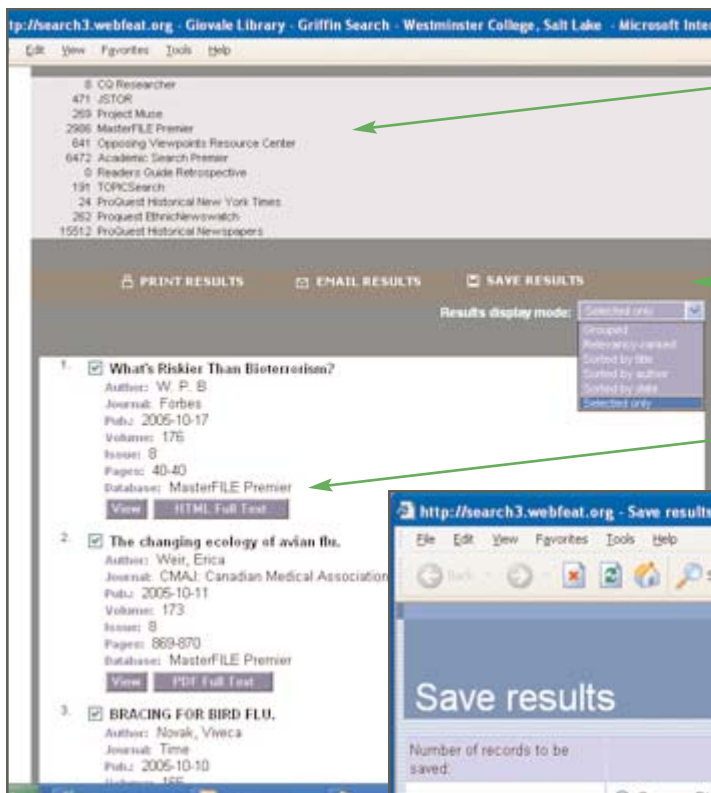 tp://search3.webfeat.org - Giovale Library - Griffin Search - Westminster College, Salt Lake - Microsoft Inter
Edit View Favorites Tools Help
8 CQ Researcher
471 JSTOR
269 Project Muse
2986 MasterFILE Premier
641 Opposing Viewpoints Resource Center
6472 Academic Search Premier
0 Readers Guide Retrospective
191 TOPICSearch
24 ProQuest Historical New York Times
262 Proquest EthnicNewswatch
15512 ProQuest Historical Newspapers
PRINT RESULTS EMAIL RESULTS SAVE RESULTS
Results display mode: Selected only
Grouped
Relevancy-ranked
Sorted by title
Sorted by author
Sorted by date
Selected only
1. What's Riskier Than Bioterrorism?
Author: W. P. B
Journal: Forbes
Pub.: 2005-10-17
Volume: 176
Issue: 8
Pages: 40-40
Database: MasterFILE Premier
View HTML Full Text
2. The changing ecology of avian flu.
Author: Weir, Erica
Journal: CMAJ: Canadian Medical Association
Pub.: 2005-10-11
Volume: 173
Issue: 8
Pages: 869-870
Database: MasterFILE Premier
View PDF Full Text
3. BRACING FOR BIRD FLU.
Author: Novak, Viveca
Journal: Time
Pub.: 2005-10-10
http://search3.webfeat.org - Save results
File Edit View Favorites Tools Help
Back
Save results
Number of records to be
saved: